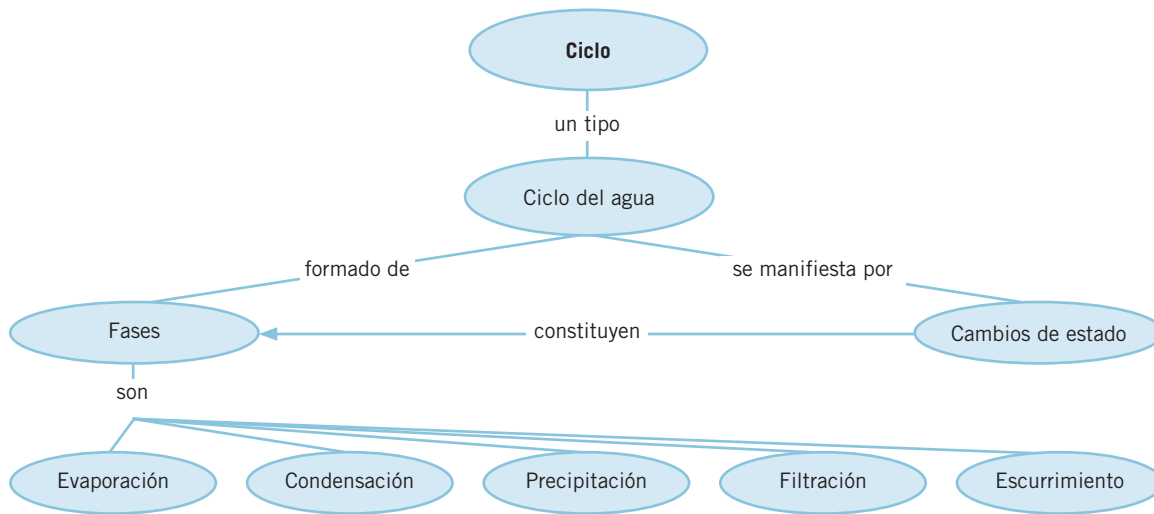 Ciclo
un tipo
Ciclo del agua
formado de
se manifiesta por
Fases
constituyen
Cambios de estado
son
Evaporación
Condensación
Precipitación
Filtración
Escurrimiento